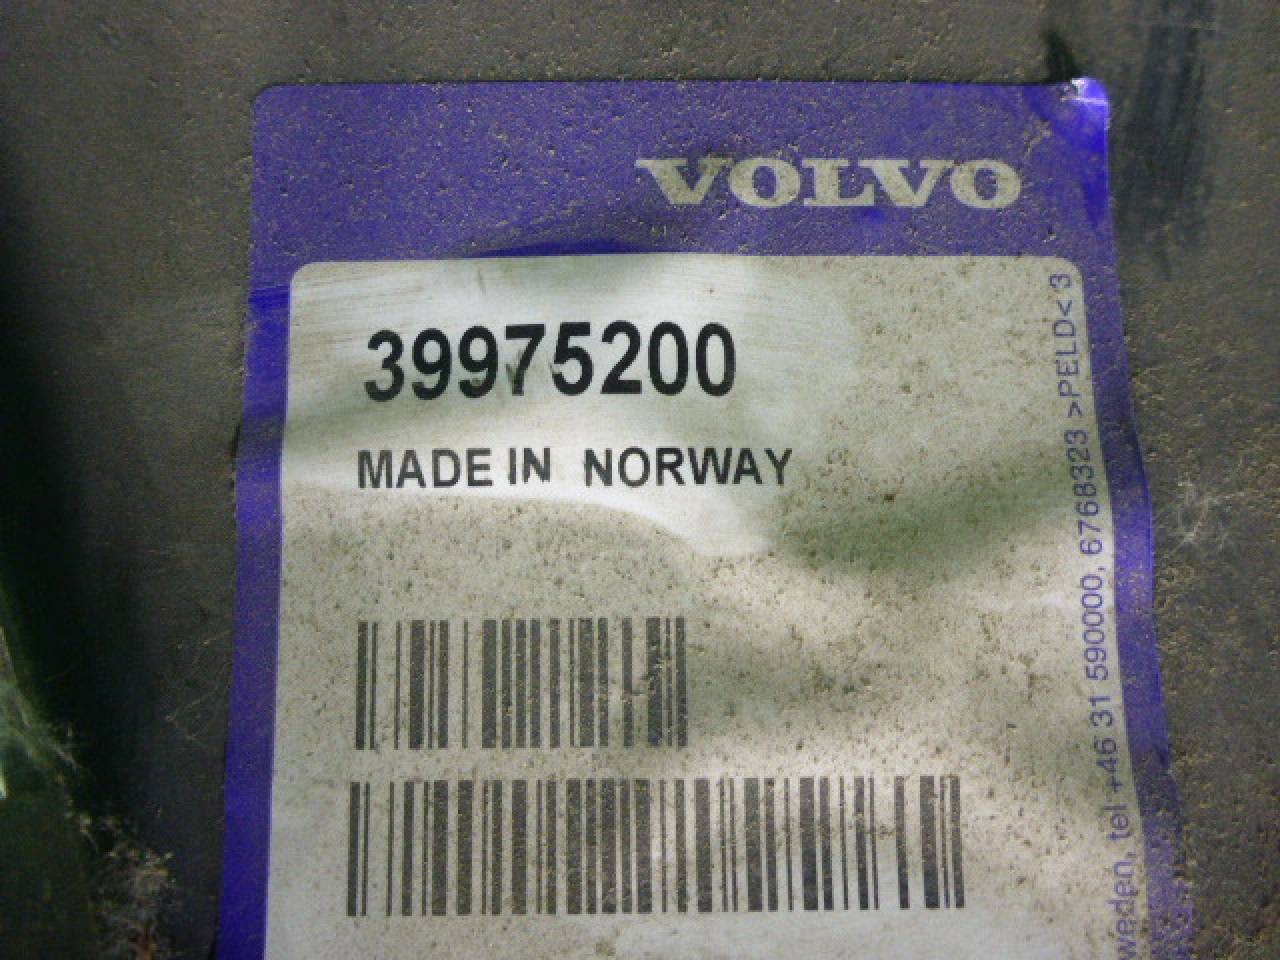 VOLVO
39975200
MADE IN NORWAY
weden, tel +46 31 590000, 6768323 >PELD< 3